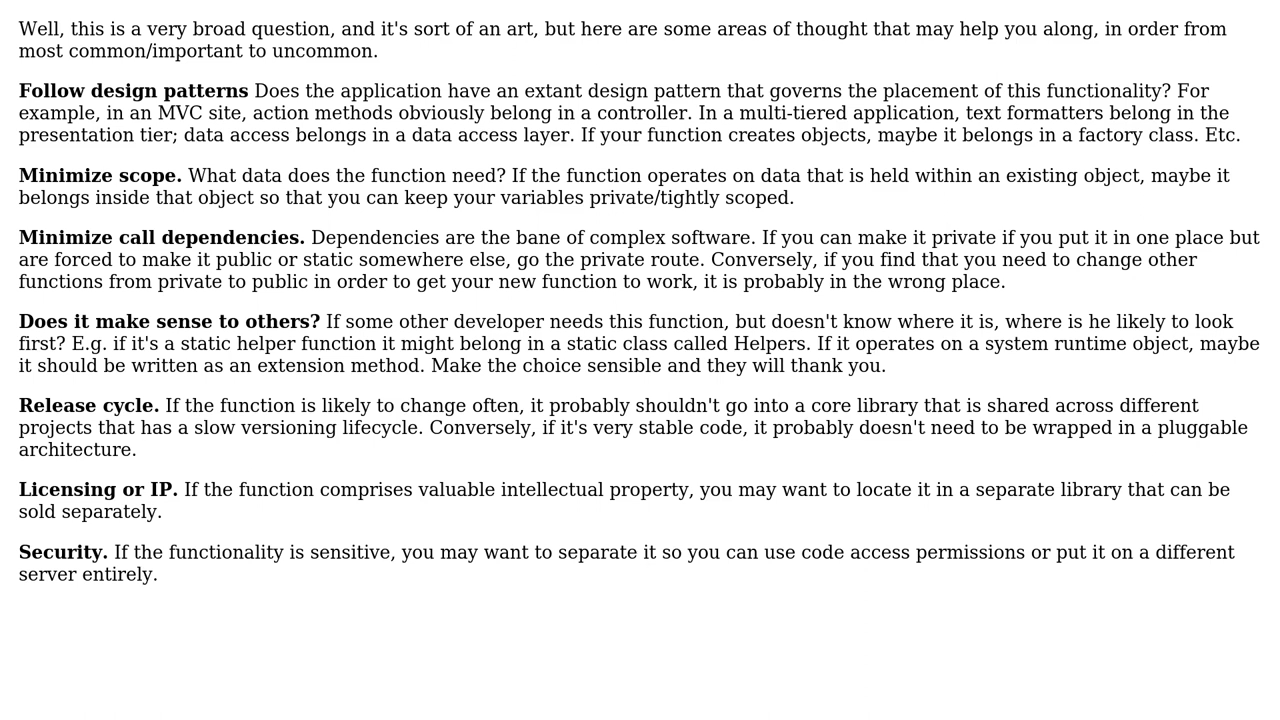 Well, this is a very broad question, and it's sort of an art, but here are some areas of thought that may help you along, in order from
most common/important to uncommon.
Follow design patterns Does the application have an extant design pattern that governs the placement of this functionality? For
example, in an MVC site, action methods obviously belong in a controller. In a multi-tiered application, text formatters belong in the
presentation tier; data access belongs in a data access layer. If your function creates objects, maybe it belongs in a factory class. Etc.
Minimize scope. What data does the function need? If the function operates on data that is held within an existing object, maybe it
belongs inside that object so that you can keep your variables private/tightly scoped.
Minimize call dependencies. Dependencies are the bane of complex software. If you can make it private if you put it in one place but
are forced to make it public or static somewhere else, go the private route. Conversely, if you find that you need to change other
functions from private to public in order to get your new function to work, it is probably in the wrong place.
Does it make sense to others? If some other developer needs this function, but doesn't know where it is, where is he likely to look
first? E.g. if it's a static helper function it might belong in a static class called Helpers. If it operates on a system runtime object, maybe
it should be written as an extension method. Make the choice sensible and they will thank you.
Release cycle. If the function is likely to change often, it probably shouldn't go into a core library that is shared across different
projects that has a slow versioning lifecycle. Conversely, if it's very stable code, it probably doesn't need to be wrapped in a pluggable
architecture.
Licensing or IP. If the function comprises valuable intellectual property, you may want to locate it in a separate library that can be
sold separately.
Security. If the functionality is sensitive, you may want to separate it so you can use code access permissions or put it on a different
server entirely.